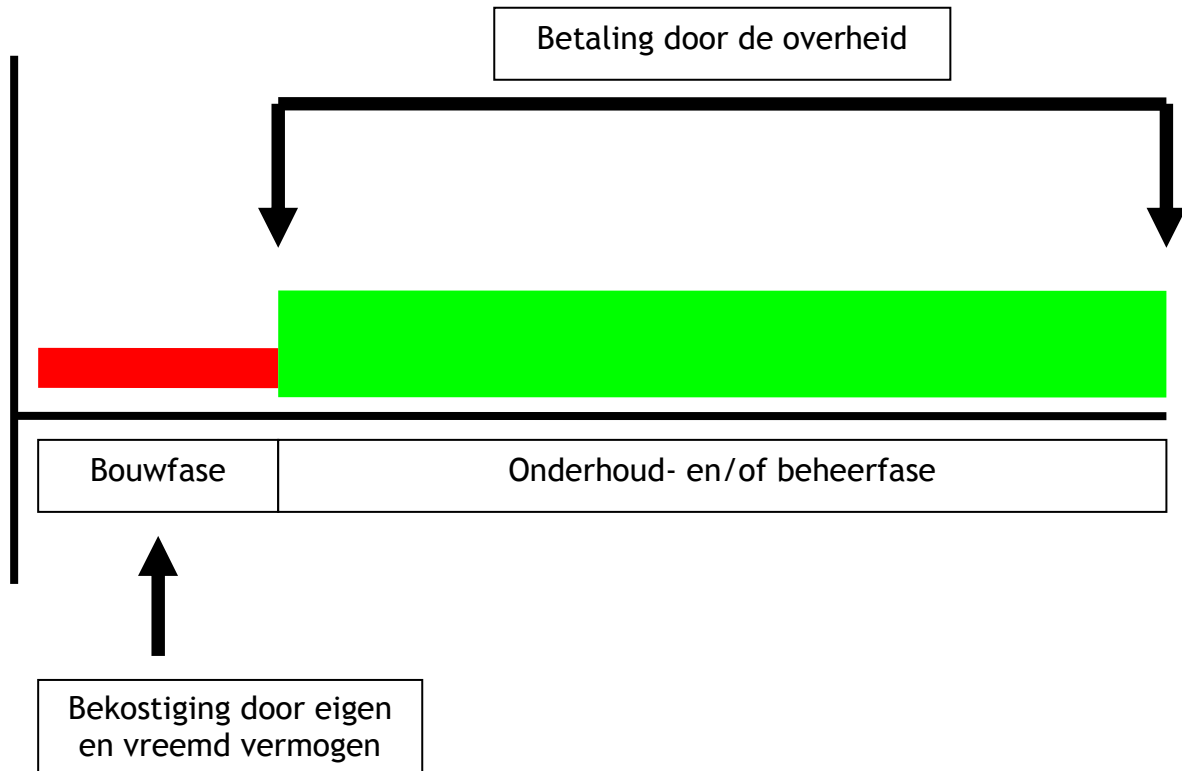 Betaling door de overheid
Bouwfase
Onderhoud- en/of beheerfase
Bekostiging door eigen
en vreemd vermogen